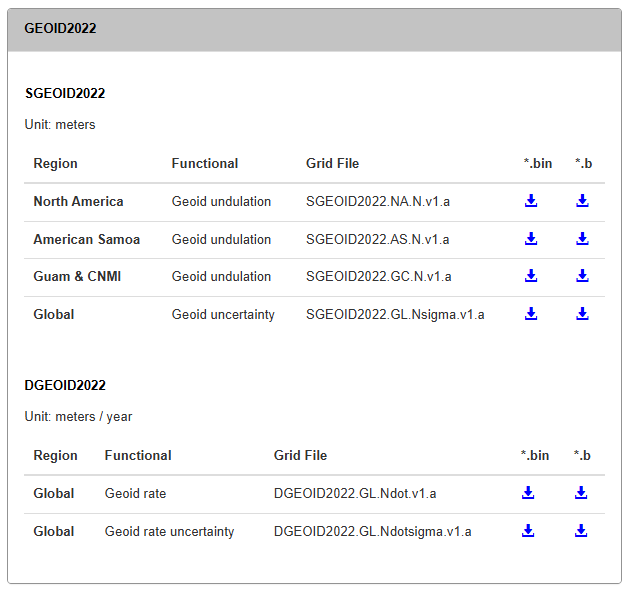 GEOID2022
SGEOID2022
Unit: meters
Region Functional Grid File *.bin *.b
North America Geoid undulation SGEOID2022.NA.N.v1.a
American Samoa Geoid undulation SGEOID2022.AS.N.v1.a
Guam & CNMI Geoid undulation SGEOID2022.GC.N.v1.a
Global Geoid uncertainty SGEOID2022.GL.Nsigma.v1.a
DGEOID2022
Unit: meters / year
Region Functional Grid File *.bin *.b
Global Geoid rate DGEOID2022.GL.Ndot.v1.a
Global Geoid rate uncertainty DGEOID2022.GL.Ndotsigma.v1.a